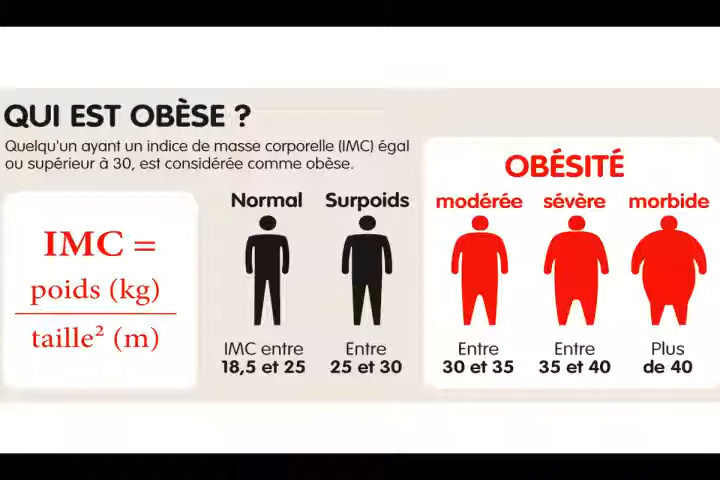 QUI EST OBÈSE ?
Quelqu'un ayant un indice de masse corporelle (IMC) égal
ou supérieur à 30, est considérée comme obèse.
IMC =
poids (kg)
taille² (m)
Normal
IMC entre
18,5 et 25
Surpoids
Entre
25 et 30
OBÉSITÉ
modérée
Entre
30 et 35
sévère
Entre
35 et 40
morbide
Plus
de 40